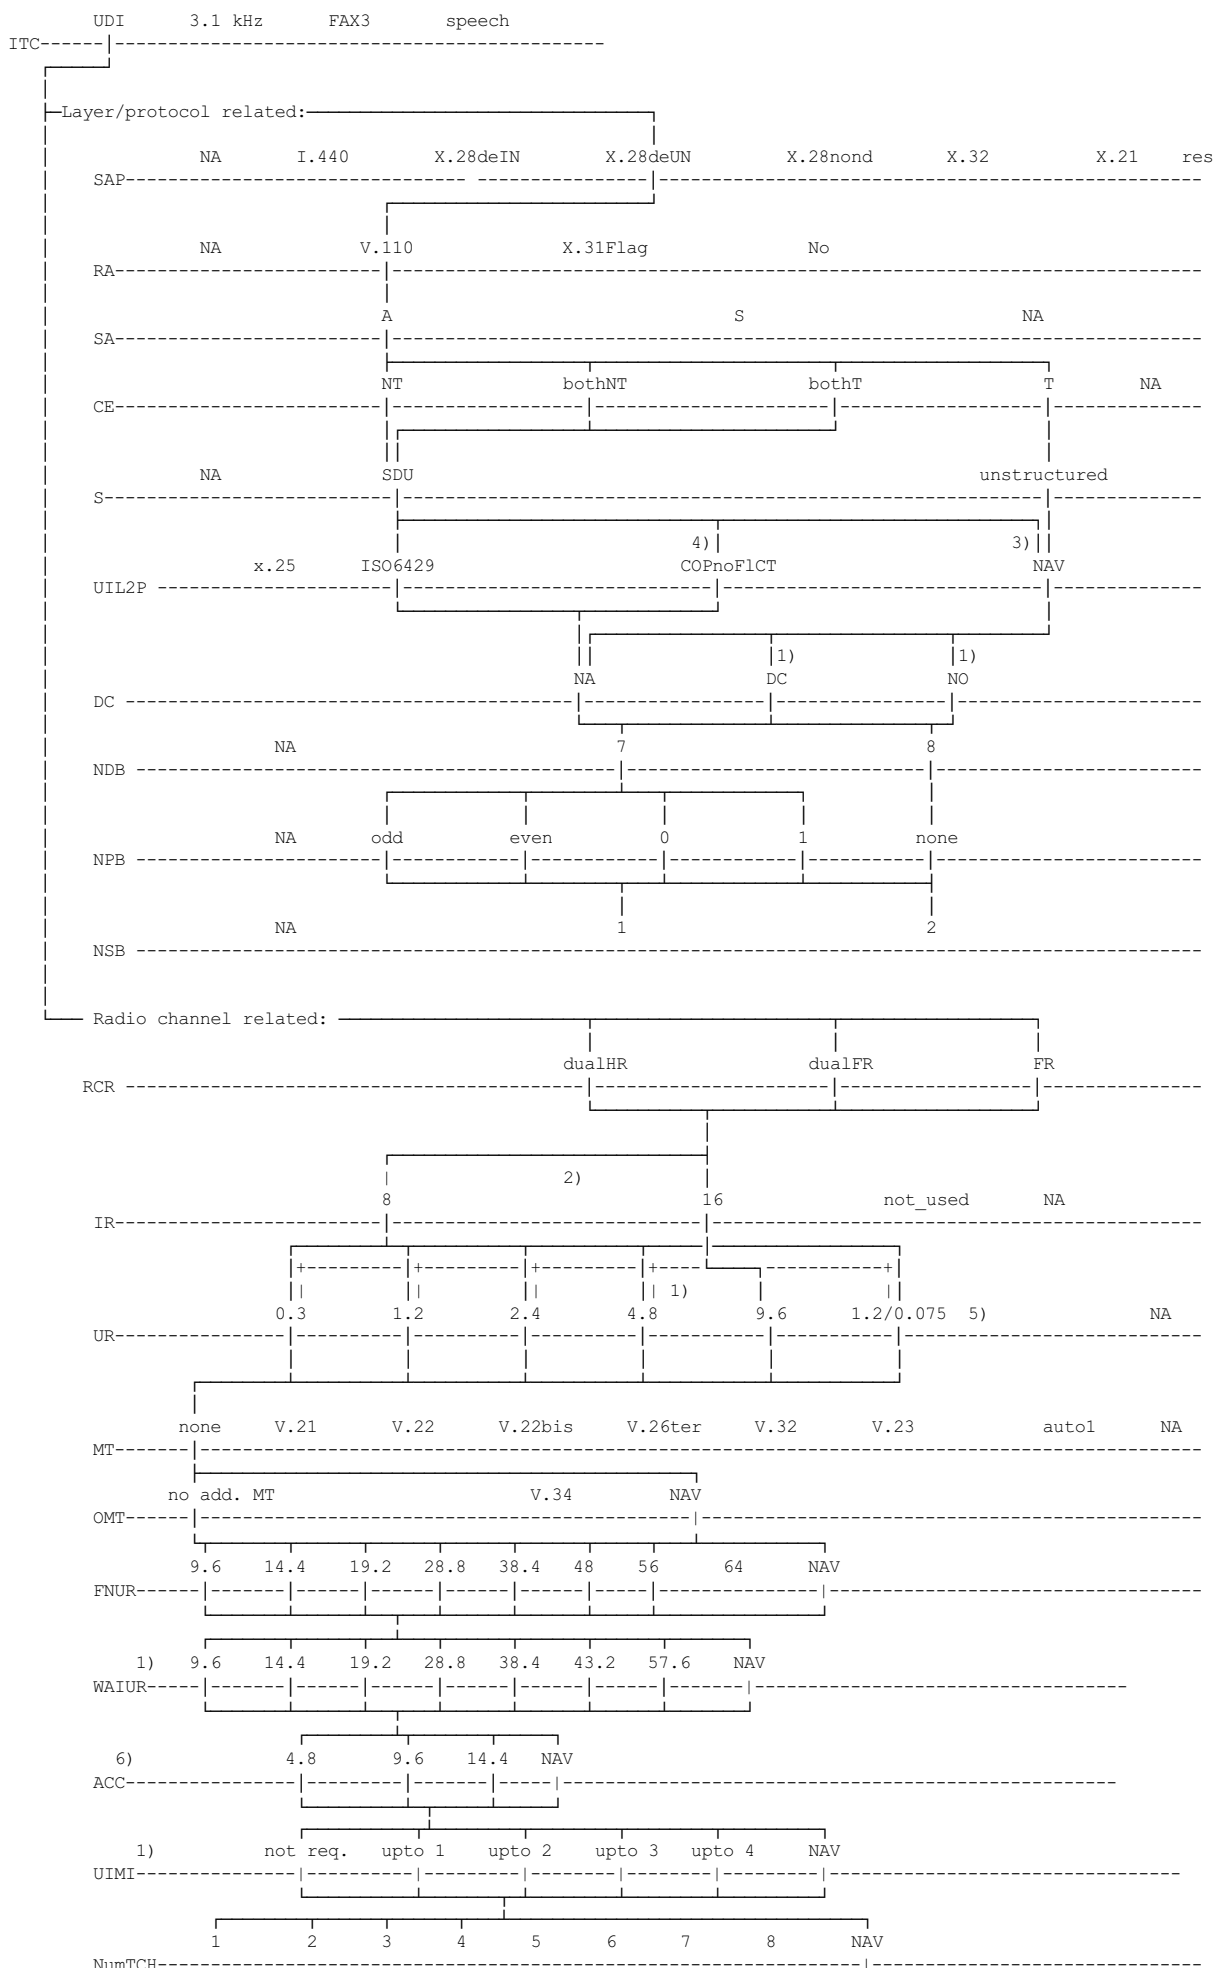 UDI 3.1 kHz FAX3 speech
ITC
Layer/protocol related:
NA I.440 X.28deIN X.28deUN X.28nond X.32 X.21 res
SAP
NA V.110 X.31Flag No
RA
A S NA
SA
NT bothNT bothT T NA
CE
NA SDU unstructured
S
4) 3)
x.25 ISO6429 COPnoFlCT NAV
UIL2P
1) 1)
NA DC NO
DC
NA 7 8
NDB
NA odd even 0 1 none
NPB
NA 1 2
NSB
Radio channel related:
dualHR dualFR FR
RCR
2)
8 16 not_used NA
IR
1)
0.3 1.2 2.4 4.8 9.6 1.2/0.075 5) NA
UR
none V.21 V.22 V.22bis V.26ter V.32 V.23 auto1 NA
MT
no add. MT V.34 NAV
OMT
9.6 14.4 19.2 28.8 38.4 48 56 64 NAV
FNUR
1) 9.6 14.4 19.2 28.8 38.4 43.2 57.6 NAV
WAIUR
6) 4.8 9.6 14.4 NAV
ACC
1) not req. upto 1 upto 2 upto 3 upto 4 NAV
UIMI
1 2 3 4 5 6 7 8 NAV
NumTCH